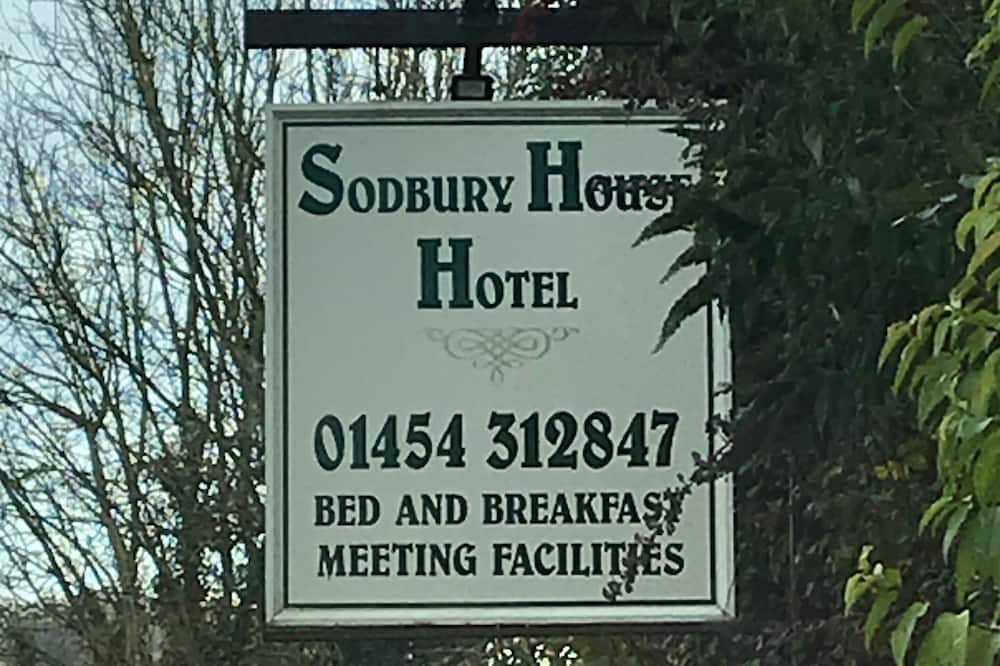 SODBURY HOUSE
HOTEL
01454 312847
BED AND BREAKFAST
MEETING FACILITIES